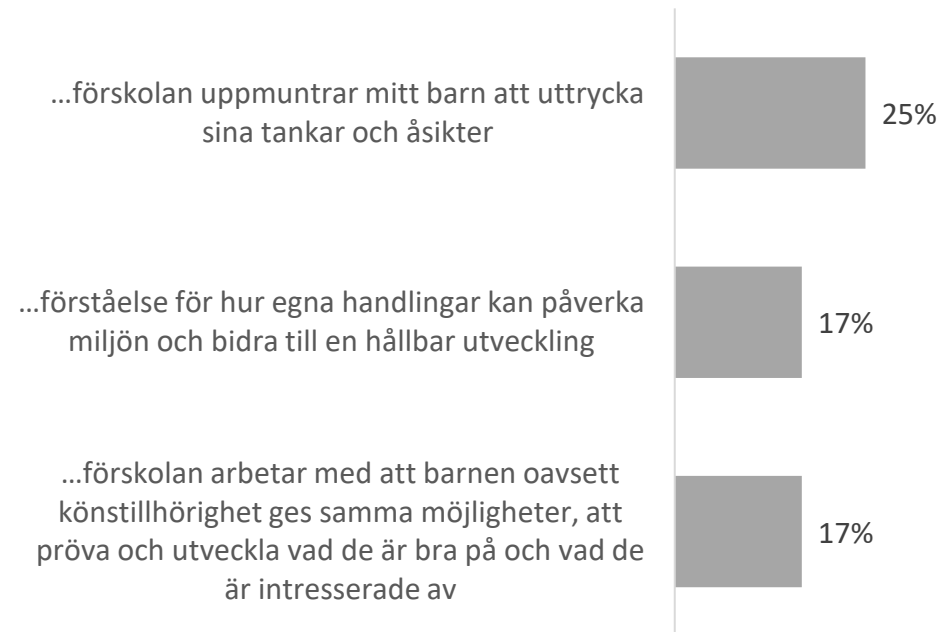 ...förskolan uppmuntrar mitt barn att uttrycka
sina tankar och åsikter
25%
...förståelse för hur egna handlingar kan påverka
miljön och bidra till en hållbar utveckling
17%
...förskolan arbetar med att barnen oavsett
könstillhörighet ges samma möjligheter, att
pröva och utveckla vad de är bra på och vad de
är intresserade av
17%